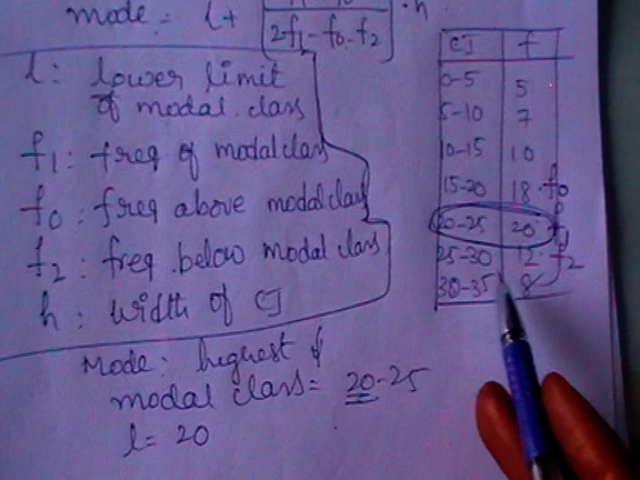 mode = l +
2f1 - f0 - f2 · h
l : lower limit
of modal class
f1 : freq of modal class
f0 : freq above modal class
f2 : freq below modal class
h : width of CI
Mode : highest f
modal class = 20-25
l = 20
CI f
0-5 5
5-10 7
10-15 10
15-20 18 · f0
20-25 20 f1
25-30 12 · f2
30-35 8